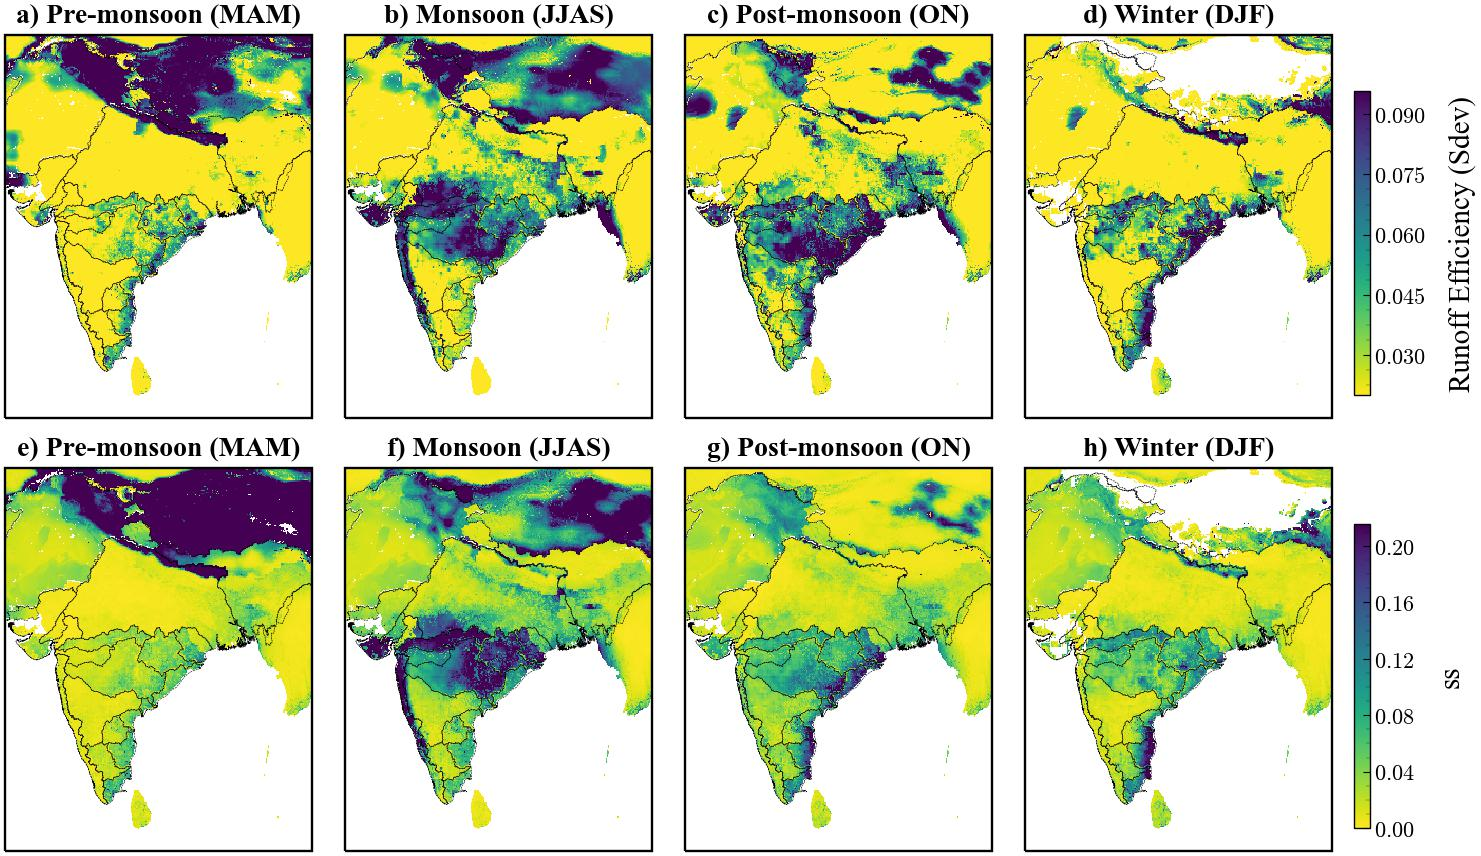 a) Pre-monsoon (MAM)
b) Monsoon (JJAS)
c) Post-monsoon (ON)
d) Winter (DJF)
0.090
0.075
0.060
0.045
0.030
Runoff Efficiency (Sdev)
e) Pre-monsoon (MAM)
f) Monsoon (JJAS)
g) Post-monsoon (ON)
h) Winter (DJF)
0.20
0.16
0.12
0.08
0.04
0.00
ss